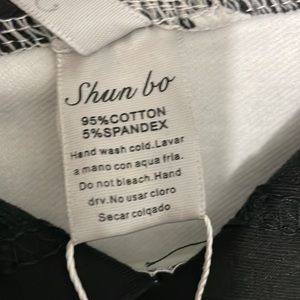 Shun bo
95%COTTON
5%SPANDEX
Hand wash cold.Lavar
a mano con aqua fria.
Do not bleach.Hand
drv.No usar cloro
Secar colqado